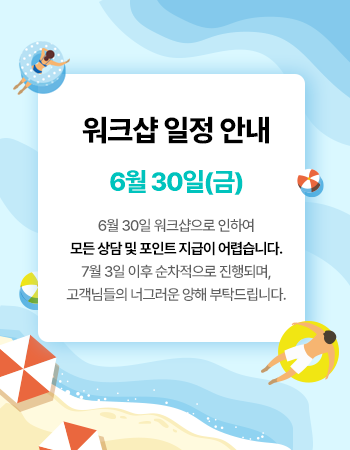 워크샵 일정 안내
6월 30일(금)
6월 30일 워크샵으로 인하여
모든 상담 및 포인트 지급이 어렵습니다.
7월 3일 이후 순차적으로 진행되며,
고객님들의 너그러운 양해 부탁드립니다.